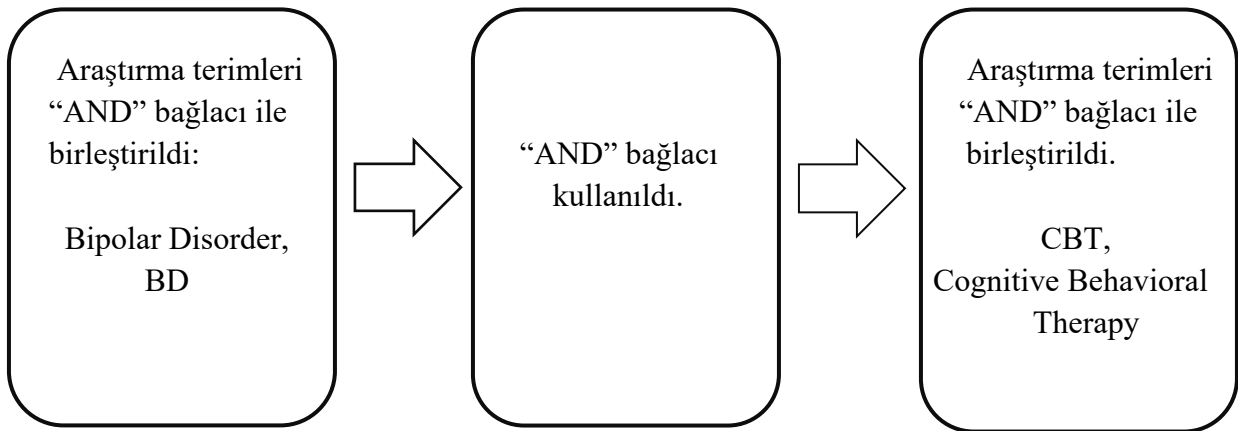 Araştırma terimleri
“AND” bağlacı ile
birleştirildi:
Bipolar Disorder,
BD
“AND” bağlacı
kullanıldı.
Araştırma terimleri
“AND” bağlacı ile
birleştirildi.
CBT,
Cognitive Behavioral
Therapy